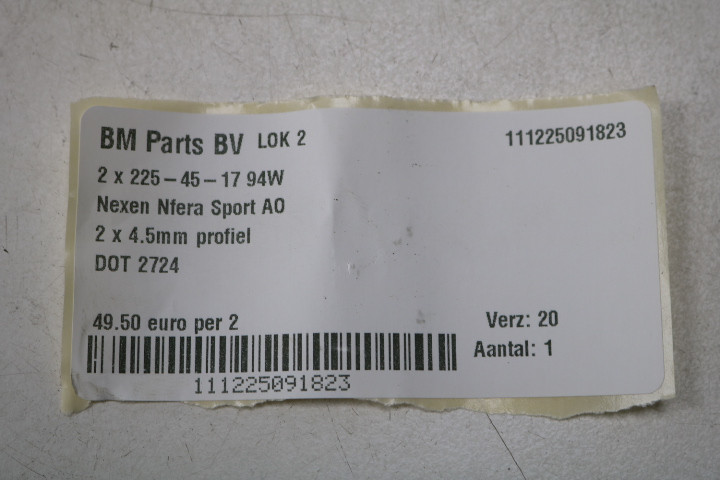 BM Parts BV LOK 2 111225091823
2 x 225-45-17 94W
Nexen Nfera Sport AO
2 x 4.5mm profiel
DOT 2724
49.50 euro per 2 Verz: 20
Aantal: 1
111225091823